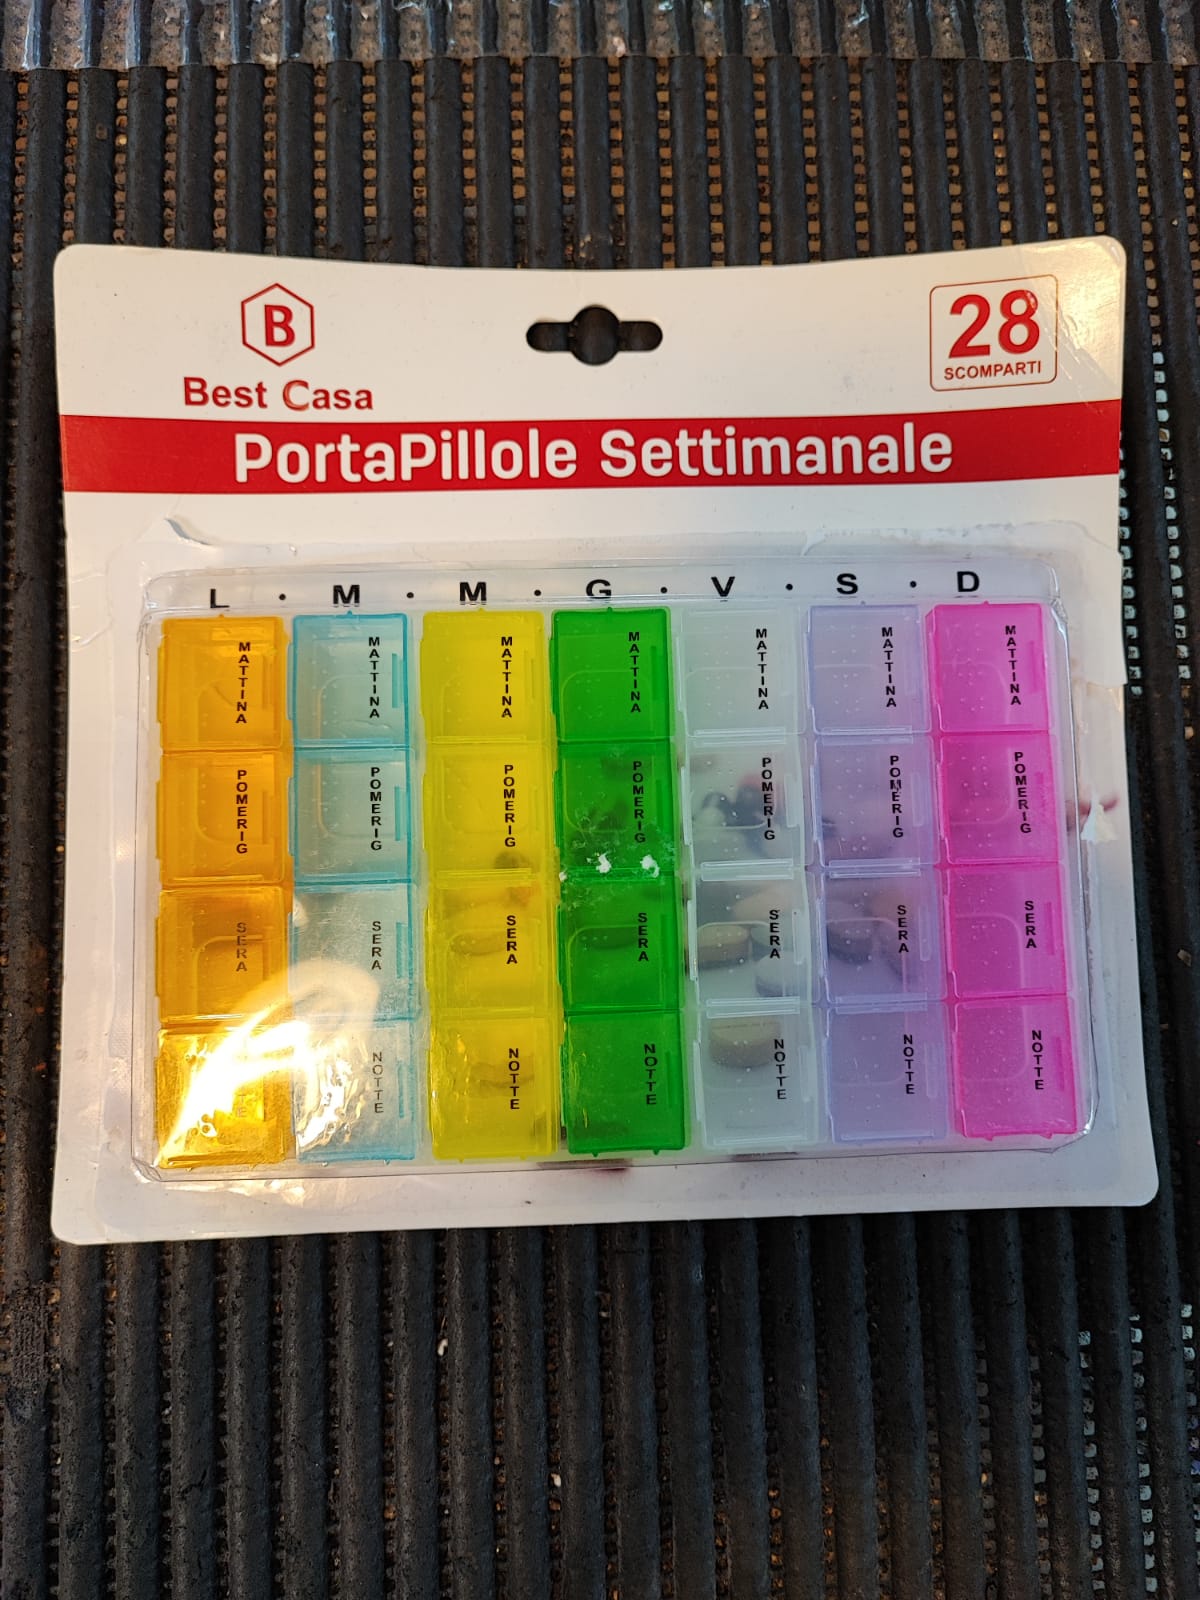 B
Best Casa
28
SCOMPARTI
PortaPillole Settimanale
L · M · M · G · V · S · D
MATTINA MATTINA MATTINA MATTINA MATTINA MATTINA MATTINA
POMERIG POMERIG POMERIG POMERIG POMERIG POMERIG POMERIG
SERA SERA SERA SERA SERA SERA SERA
NOTTE NOTTE NOTTE NOTTE NOTTE NOTTE